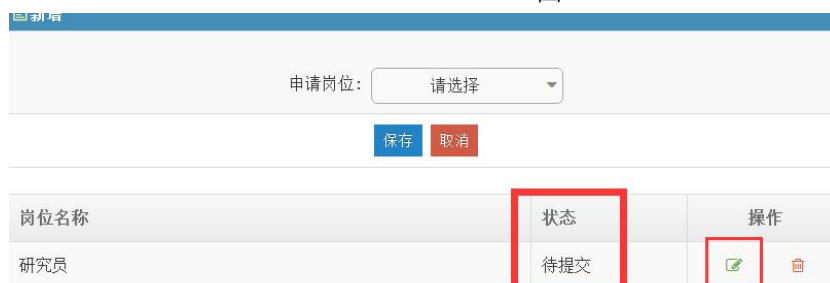 新增
申请岗位： 请选择
保存 取消
岗位名称 状态 操作
研究员 待提交